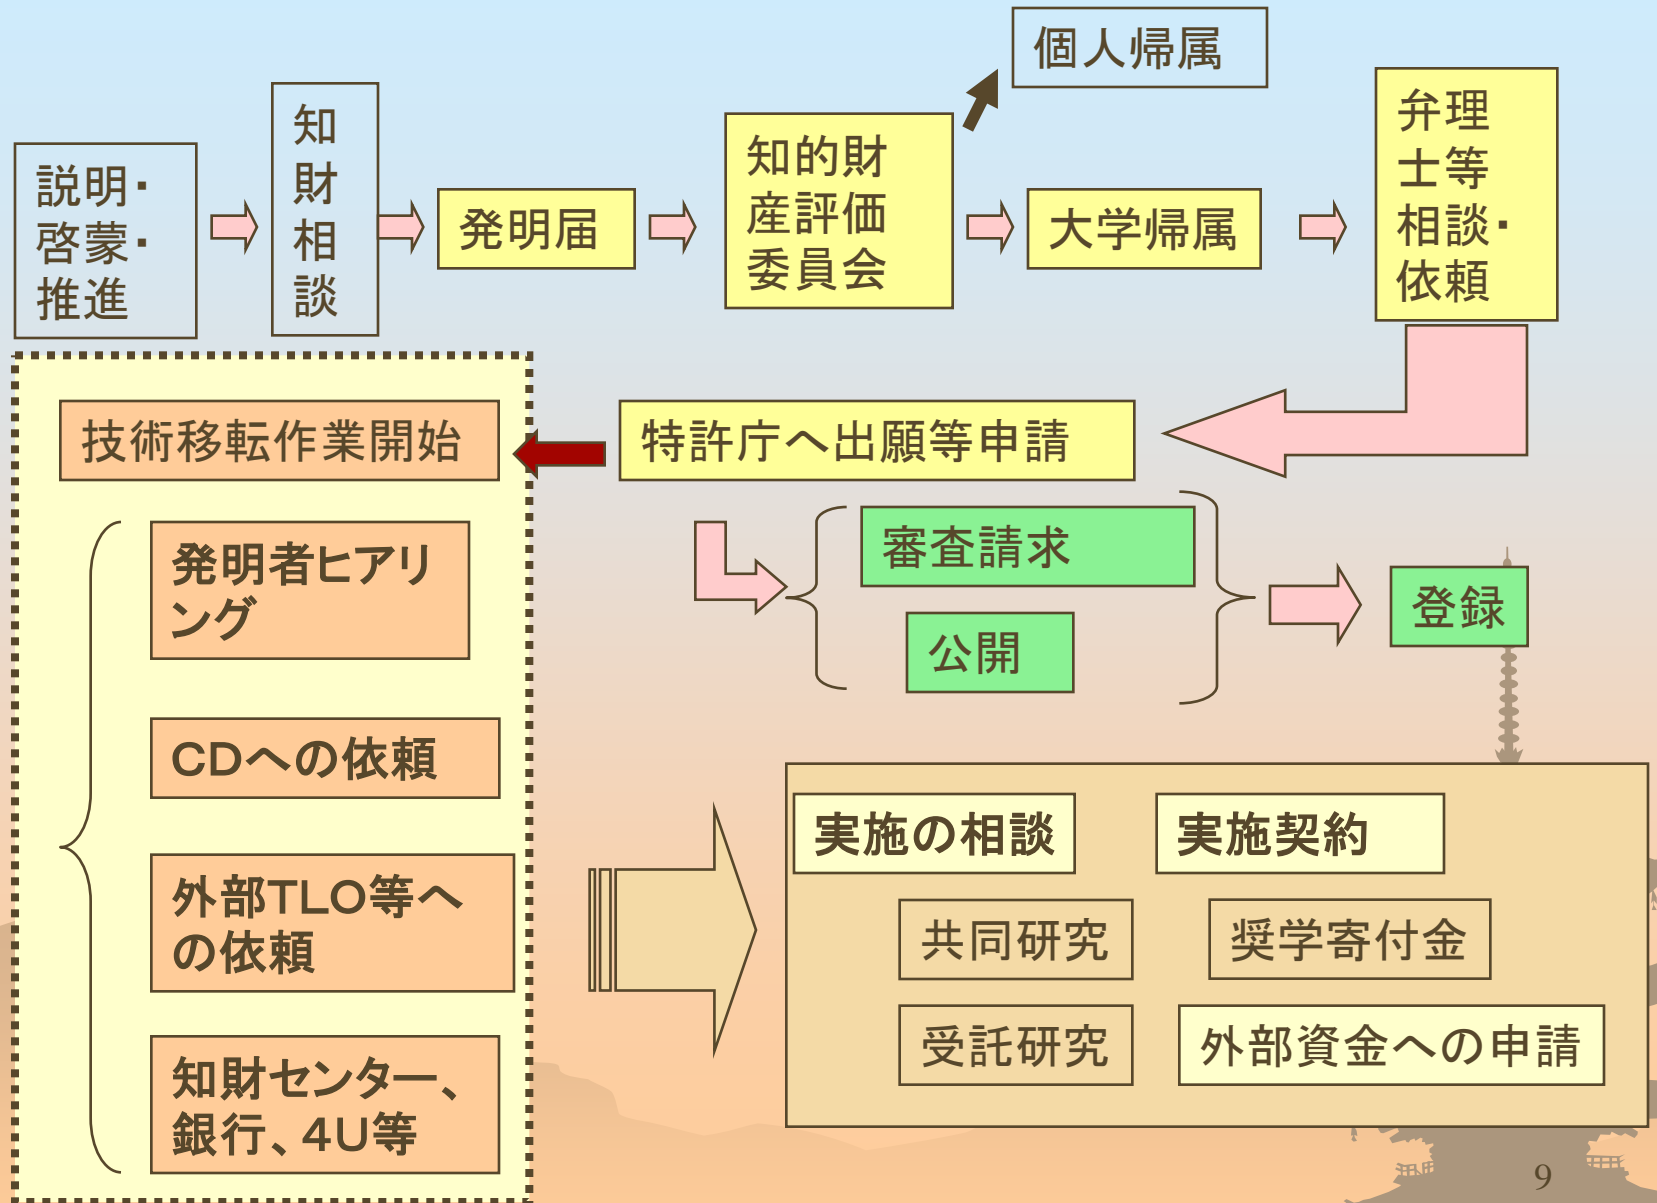 個人帰属
説明・
啓蒙・
推進
知
財
相
談
発明届
知的財
産評価
委員会
大学帰属
弁理
士等
相談・
依頼
技術移転作業開始
特許庁へ出願等申請
発明者ヒアリ
ング
審査請求
公開
登録
CDへの依頼
外部TLO等へ
の依頼
知財センター、
銀行、4U等
実施の相談
実施契約
共同研究
奨学寄付金
受託研究
外部資金への申請
9